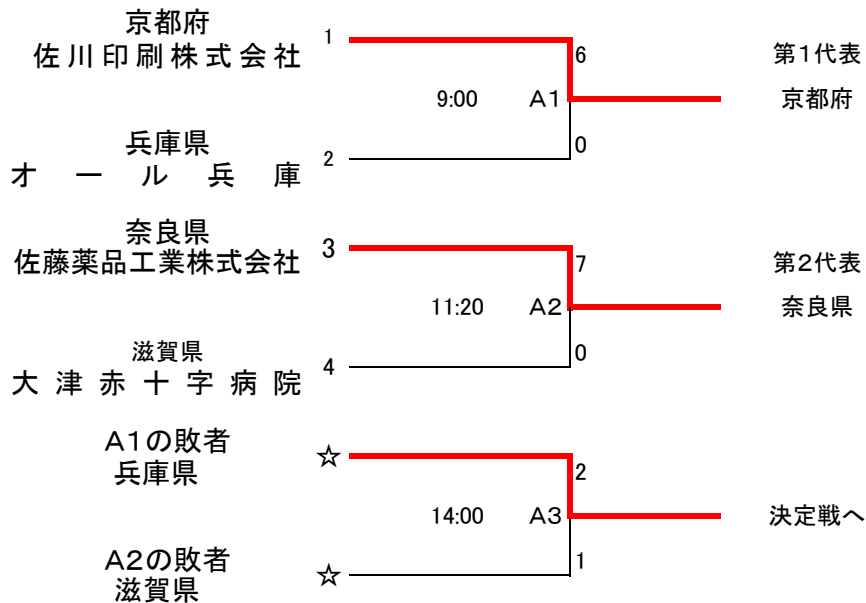 京都府
佐川印刷株式会社
1
6
第1代表
9:00
A1
京都府
兵庫県
オール兵庫
2
0
奈良県
佐藤薬品工業株式会社
3
7
第2代表
11:20
A2
奈良県
滋賀県
大津赤十字病院
4
0
A1の敗者
兵庫県
☆
2
14:00
A3
決定戦へ
A2の敗者
滋賀県
☆
1